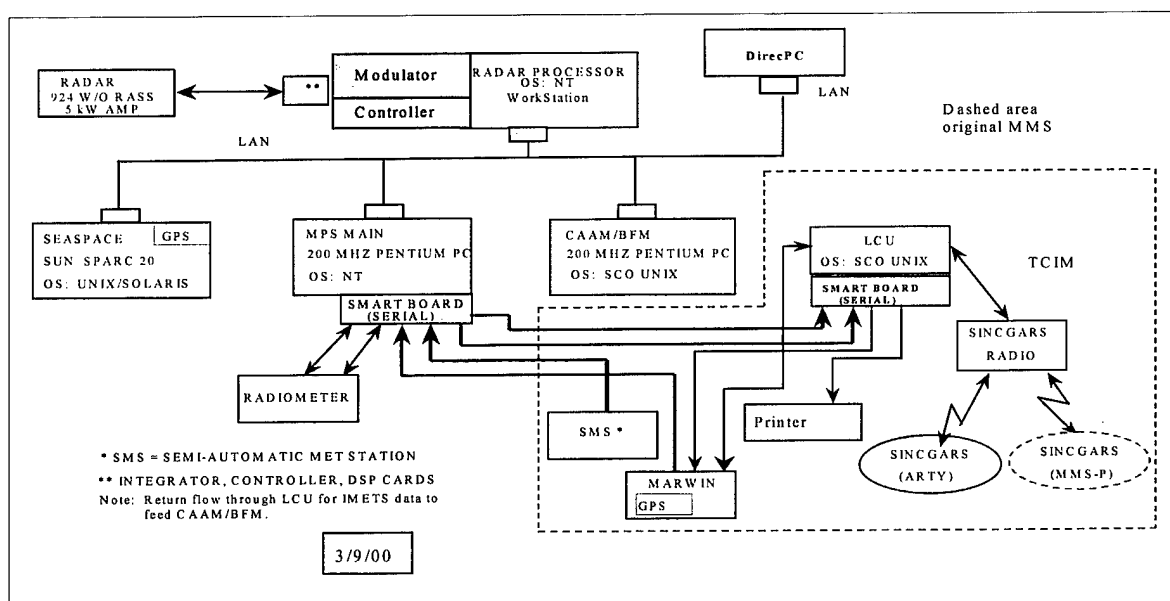 DirecPC
LAN
RADAR
924 W/O RASS
5 kW AMP
**
Modulator
Controller
RADAR PROCESSOR
OS: NT
WorkStation
Dashed area
original MMS
LAN
SEASPACE GPS
SUN SPARC 20
OS: UNIX/SOLARIS
MPS MAIN
200 MHZ PENTIUM PC
OS: NT
SMART BOARD
(SERIAL)
CAAM/BFM
200 MHZ PENTIUM PC
OS: SCO UNIX
LCU
OS: SCO UNIX
SMART BOARD
(SERIAL)
TCIM
SINCGARS
RADIO
RADIOMETER
SMS *
Printer
SINCGARS
(ARTY)
SINCGARS
(MMS-P)
MARWIN
GPS
* SMS = SEMI-AUTOMATIC MET STATION
** INTEGRATOR, CONTROLLER, DSP CARDS
Note: Return flow through LCU for IMETS data to
feed CAAM/BFM.
3/9/00